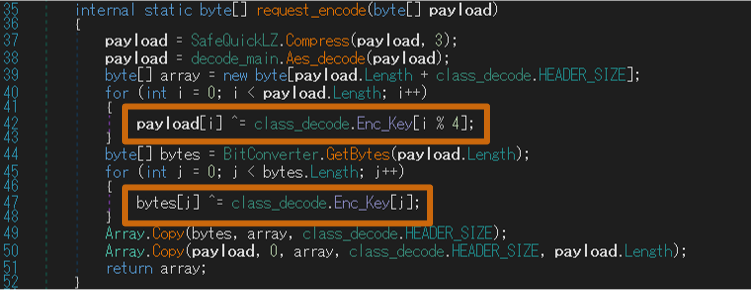 35 internal static byte[] request_encode(byte[] payload)
36 {
37 payload = SafeQuickLZ.Compress(payload, 3);
38 payload = decode_main.Aes_decode(payload);
39 byte[] array = new byte[payload.Length + class_decode.HEADER_SIZE];
40 for (int i = 0; i < payload.Length; i++)
41 {
42 payload[i] ^= class_decode.Enc_Key[i % 4];
43 }
44 byte[] bytes = BitConverter.GetBytes(payload.Length);
45 for (int j = 0; j < bytes.Length; j++)
46 {
47 bytes[j] ^= class_decode.Enc_Key[j];
48 }
49 Array.Copy(bytes, array, class_decode.HEADER_SIZE);
50 Array.Copy(payload, 0, array, class_decode.HEADER_SIZE, payload.Length);
51 return array;
52 }